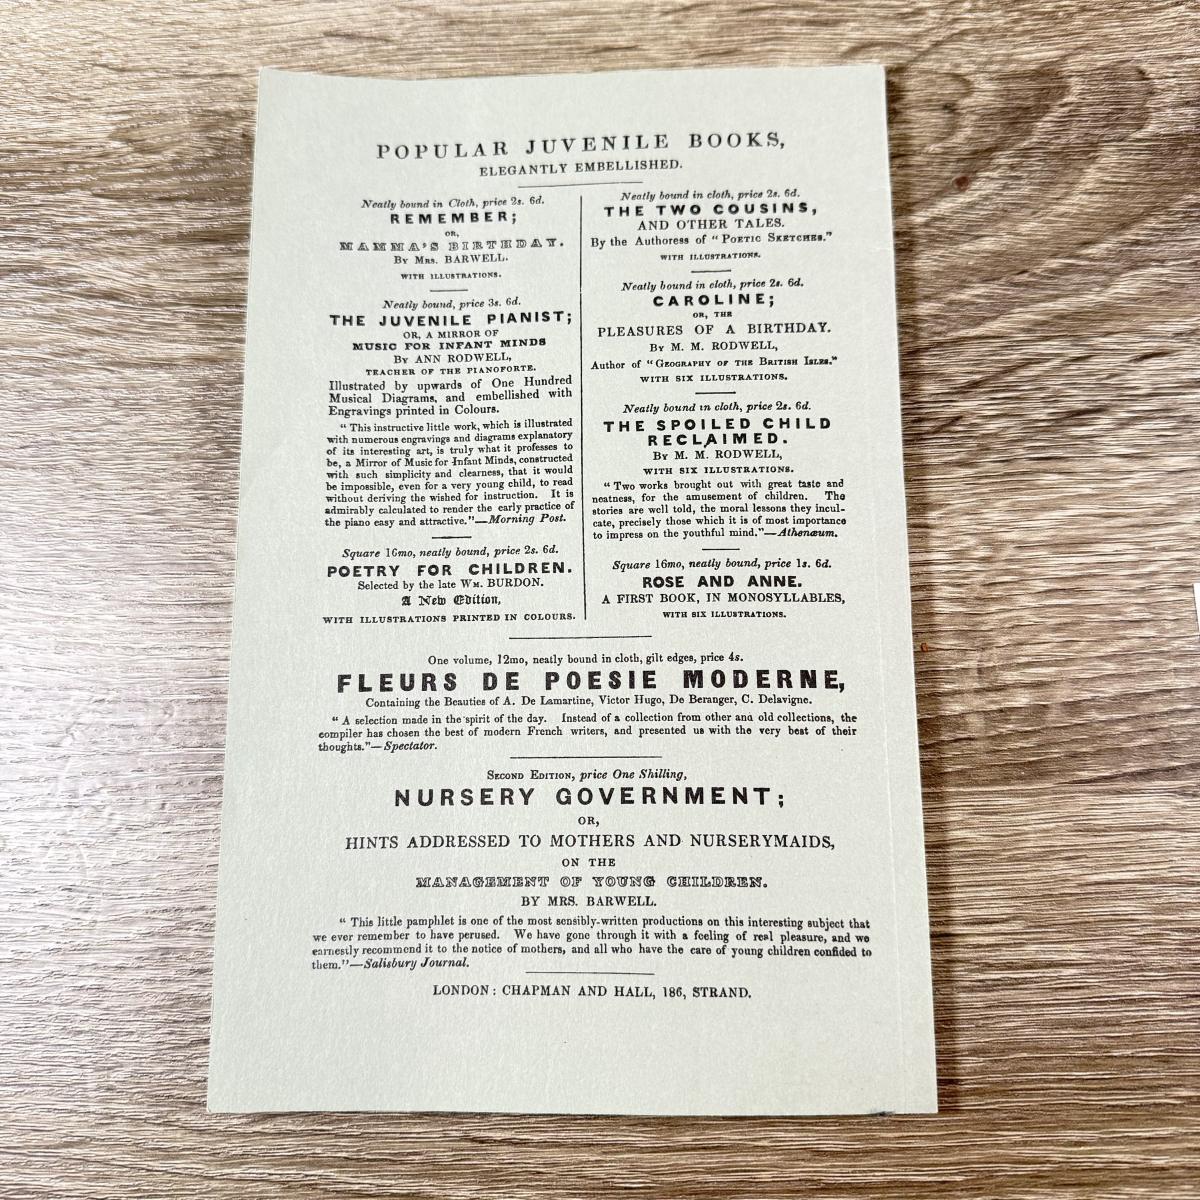 POPULAR JUVENILE BOOKS,
ELEGANTLY EMBELLISHED.
Neatly bound in Cloth, price 2s. 6d.
REMEMBER;
OR,
MAMMA'S BIRTHDAY.
By Mrs. BARWELL.
WITH ILLUSTRATIONS.
Neatly bound, price 3s. 6d.
THE JUVENILE PIANIST;
OR, A MIRROR OF
MUSIC FOR INFANT MINDS
By ANN RODWELL,
TEACHER OF THE PIANOFORTE.
Illustrated by upwards of One Hundred
Musical Diagrams, and embellished with
Engravings printed in Colours.
"This instructive little work, which is illustrated
with numerous engravings and diagrams explanatory
of its interesting art, is truly what it professes to
be, a Mirror of Music for Infant Minds, constructed
with such simplicity and clearness, that it would
be impossible, even for a very young child, to read
without deriving the wished for instruction. It is
admirably calculated to render the early practice of
the piano easy and attractive."—Morning Post.
Square 16mo, neatly bound, price 2s. 6d.
POETRY FOR CHILDREN.
Selected by the late Wm. BURDON.
A New Edition,
WITH ILLUSTRATIONS PRINTED IN COLOURS.
Neatly bound in cloth, price 2s. 6d.
THE TWO COUSINS,
AND OTHER TALES.
By the Authoress of "Poetic Sketches."
WITH ILLUSTRATIONS.
Neatly bound in cloth, price 2s. 6d.
CAROLINE;
OR, THE
PLEASURES OF A BIRTHDAY.
By M. M. RODWELL,
Author of "Geography of the British Isles."
WITH SIX ILLUSTRATIONS.
Neatly bound in cloth, price 2s. 6d.
THE SPOILED CHILD
RECLAIMED.
By M. M. RODWELL,
WITH SIX ILLUSTRATIONS.
"Two works brought out with great taste and
neatness, for the amusement of children. The
stories are well told, the moral lessons they incul-
cate, precisely those which it is of most importance
to impress on the youthful mind."—Athenæum.
Square 16mo, neatly bound, price 1s. 6d.
ROSE AND ANNE.
A FIRST BOOK, IN MONOSYLLABLES,
WITH SIX ILLUSTRATIONS.
One volume, 12mo, neatly bound in cloth, gilt edges, price 4s.
FLEURS DE POESIE MODERNE,
Containing the Beauties of A. De Lamartine, Victor Hugo, De Beranger, C. Delavigne.
"A selection made in the spirit of the day. Instead of a collection from other and old collections, the
compiler has chosen the best of modern French writers, and presented us with the very best of their
thoughts."—Spectator.
Second Edition, price One Shilling,
NURSERY GOVERNMENT;
OR,
HINTS ADDRESSED TO MOTHERS AND NURSERYMAIDS,
ON THE
MANAGEMENT OF YOUNG CHILDREN.
BY MRS. BARWELL.
"This little pamphlet is one of the most sensibly-written productions on this interesting subject that
we ever remember to have perused. We have gone through it with a feeling of real pleasure, and we
earnestly recommend it to the notice of mothers, and all who have the care of young children confided to
them."—Salisbury Journal.
LONDON: CHAPMAN AND HALL, 186, STRAND.